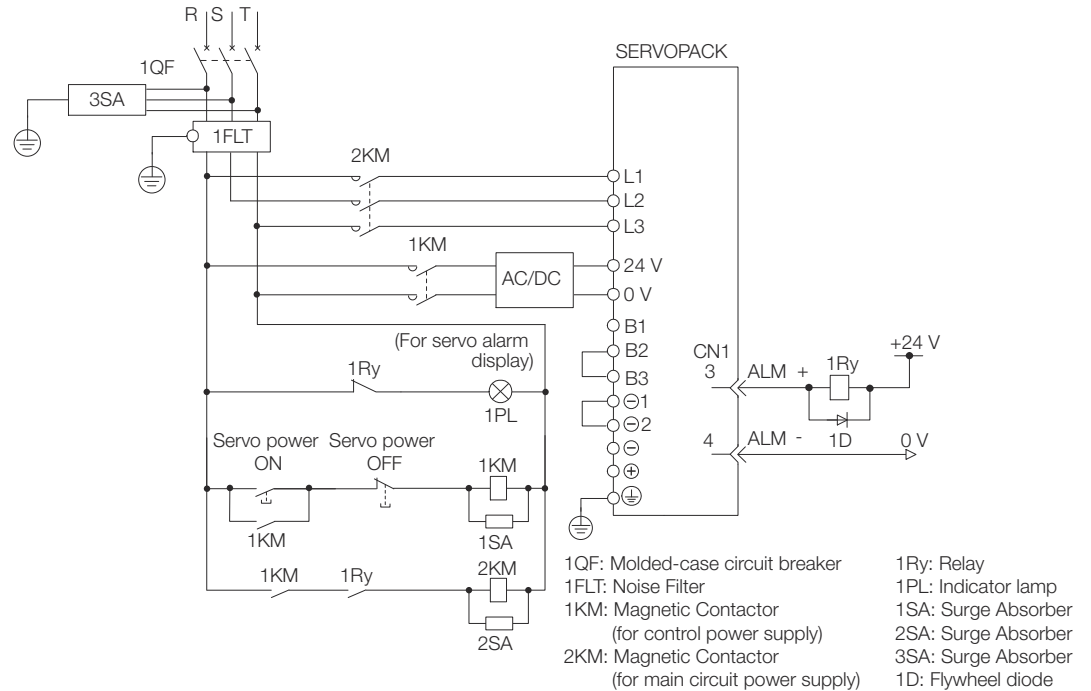 R S T
SERVOPACK
1QF
3SA
1FLT
2KM
L1
L2
L3
1KM
24 V
AC/DC
0 V
B1
(For servo alarm
display)
B2
CN1
+24 V
1Ry
B3
3
ALM +
1Ry
1PL
⊖1
⊖2
4
ALM -
1D
0 V
Servo power
ON
Servo power
OFF
⊖
⊕
1KM
1KM
1SA
1KM
1Ry
2KM
2SA
1QF: Molded-case circuit breaker
1FLT: Noise Filter
1KM: Magnetic Contactor
(for control power supply)
2KM: Magnetic Contactor
(for main circuit power supply)
1Ry: Relay
1PL: Indicator lamp
1SA: Surge Absorber
2SA: Surge Absorber
3SA: Surge Absorber
1D: Flywheel diode